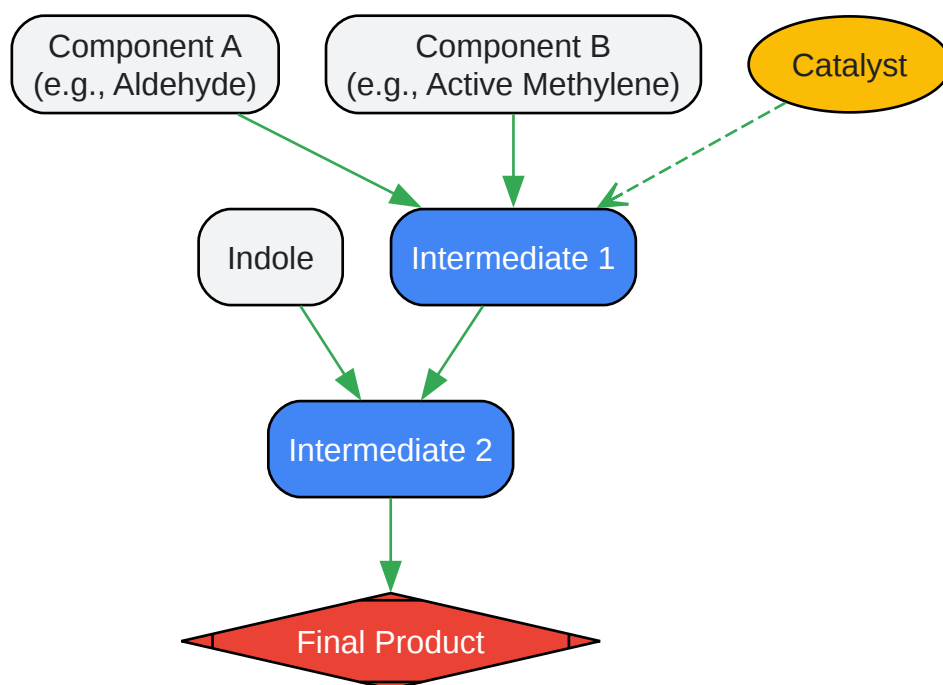 Component A
(e.g., Aldehyde)
Component B
(e.g., Active Methylene)
Catalyst
Indole
Intermediate 1
Intermediate 2
Final Product